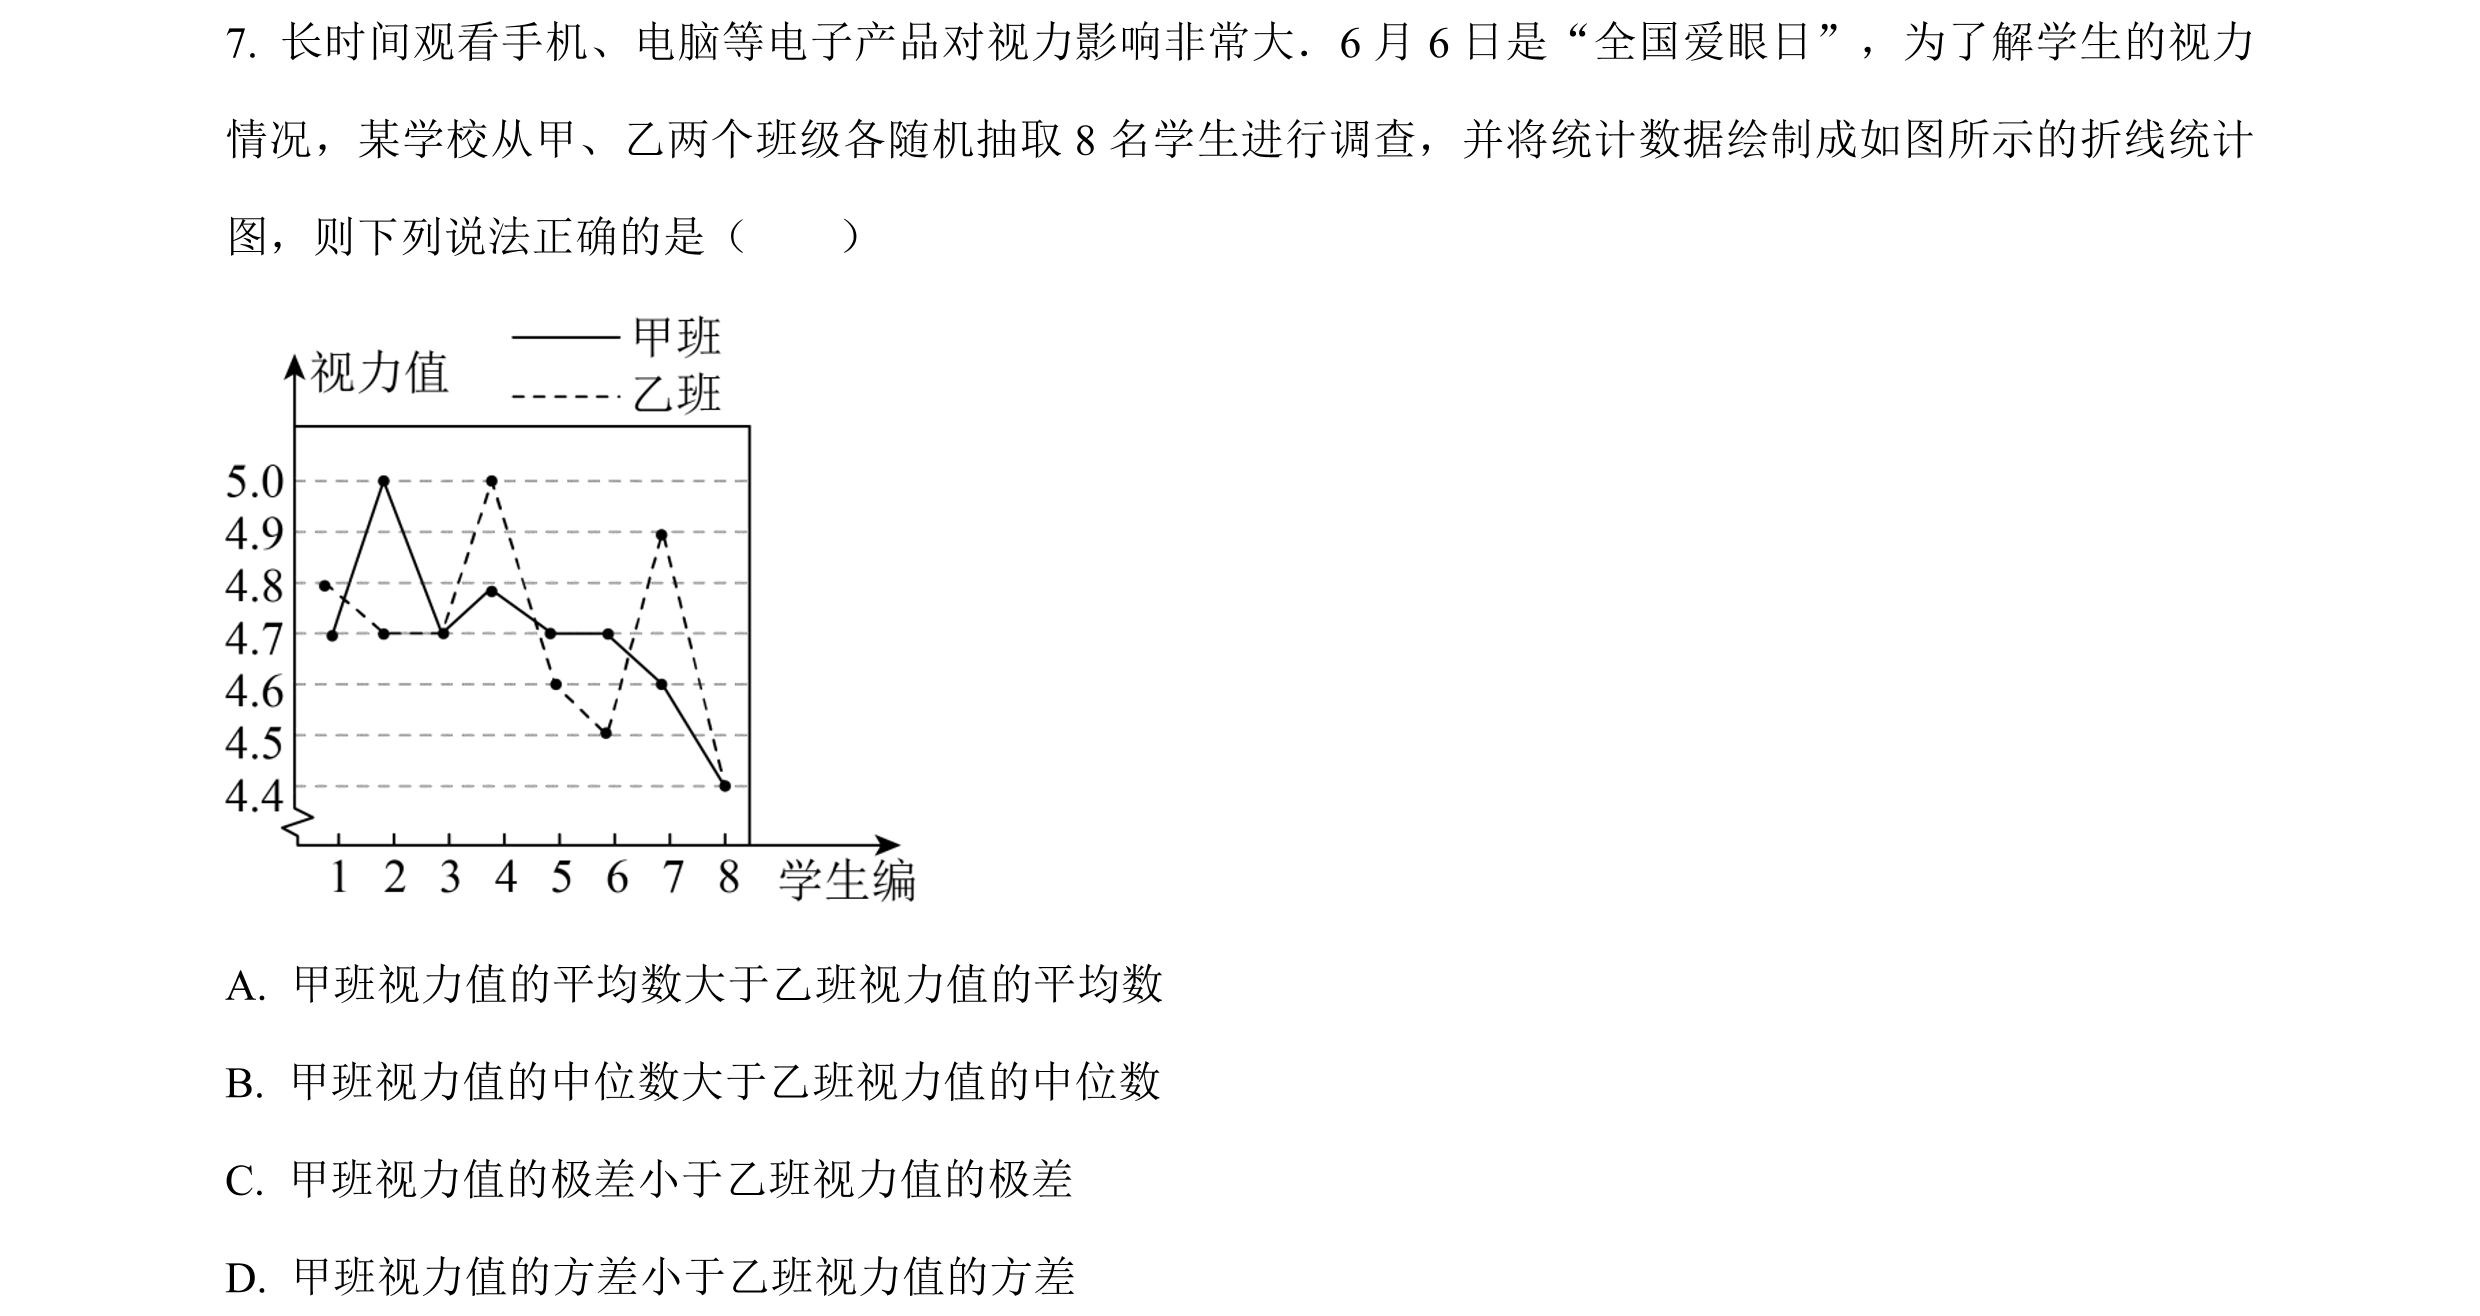 7. 长时间观看手机、电脑等电子产品对视力影响非常大．6 月 6 日是“全国爱眼日”，为了解学生的视力
情况，某学校从甲、乙两个班级各随机抽取 8 名学生进行调查，并将统计数据绘制成如图所示的折线统计
图，则下列说法正确的是（　　）
甲班
视力值
乙班
5.0
4.9
4.8
4.7
4.6
4.5
4.4
1 2 3 4 5 6 7 8 学生编
A. 甲班视力值的平均数大于乙班视力值的平均数
B. 甲班视力值的中位数大于乙班视力值的中位数
C. 甲班视力值的极差小于乙班视力值的极差
D. 甲班视力值的方差小于乙班视力值的方差